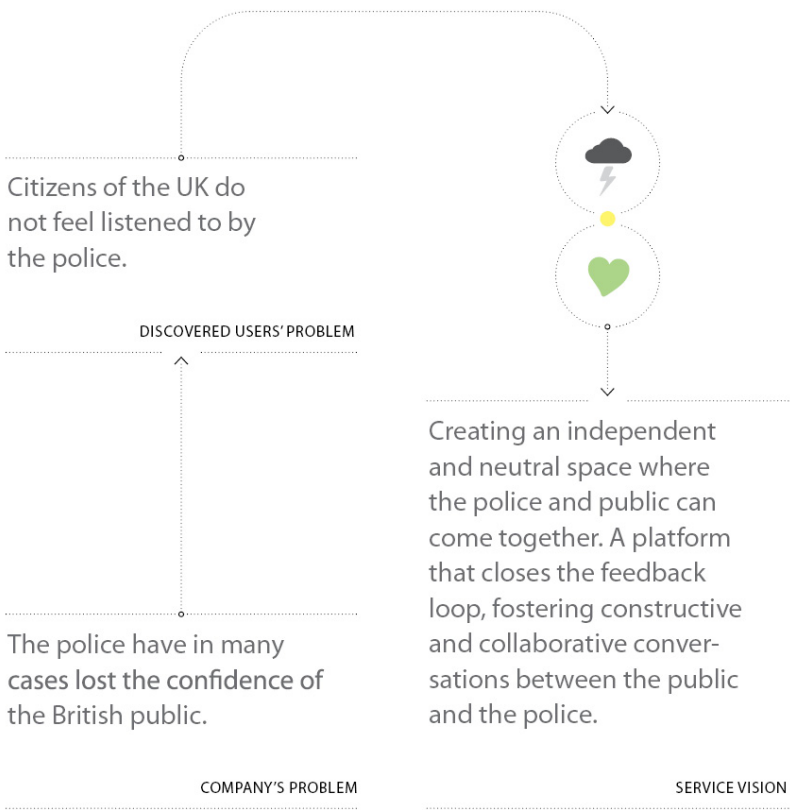 Citizens of the UK do
not feel listened to by
the police.
DISCOVERED USERS' PROBLEM
The police have in many
cases lost the confidence of
the British public.
COMPANY'S PROBLEM
Creating an independent
and neutral space where
the police and public can
come together. A platform
that closes the feedback
loop, fostering constructive
and collaborative conver-
sations between the public
and the police.
SERVICE VISION